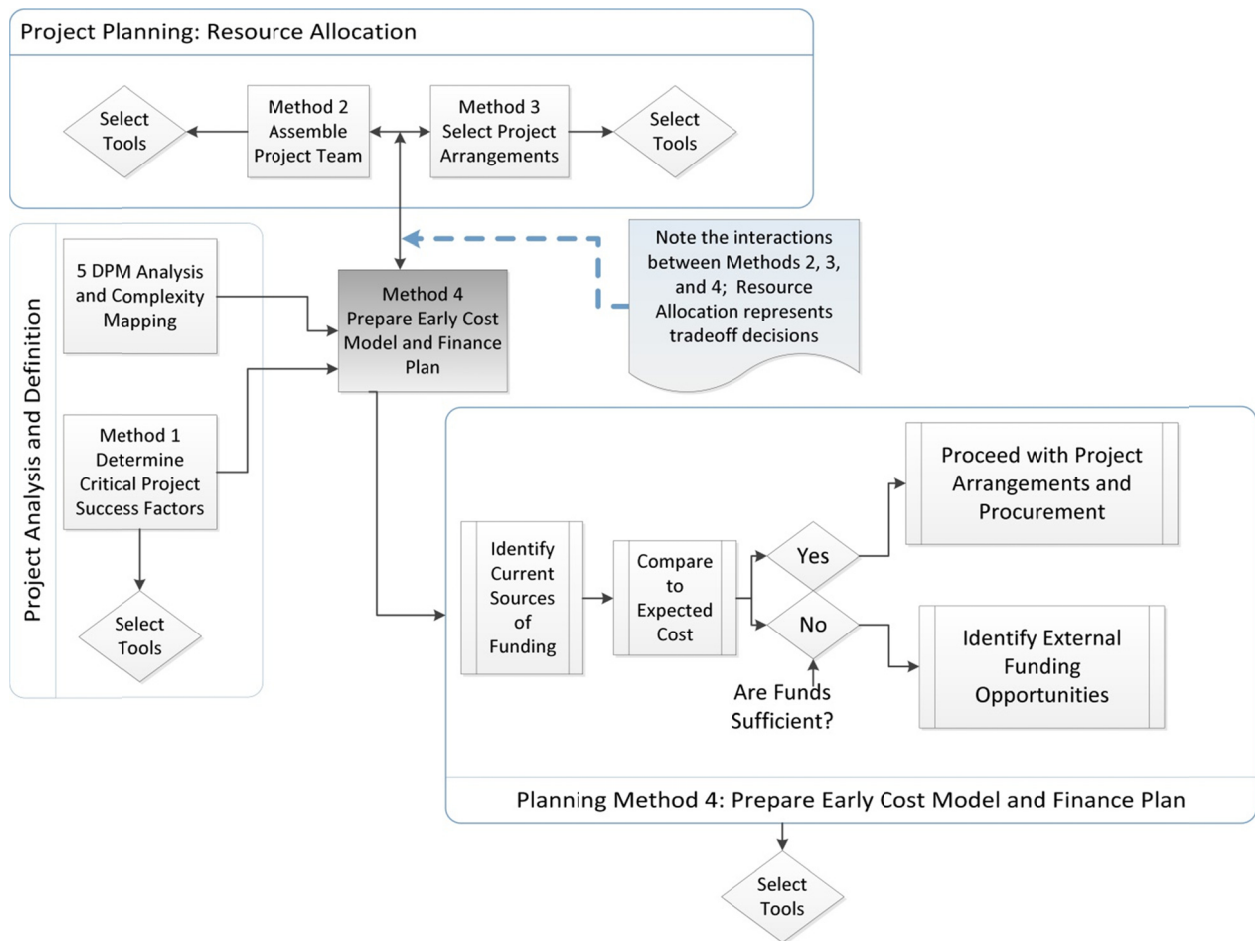 Project Planning: Resource Allocation
Select
Tools
Method 2
Assemble
Project Team
Method 3
Select Project
Arrangements
Select
Tools
Project Analysis and Definition
5 DPM Analysis
and Complexity
Mapping
Method 1
Determine
Critical Project
Success Factors
Select
Tools
Method 4
Prepare Early Cost
Model and Finance
Plan
Note the interactions
between Methods 2, 3,
and 4;  Resource
Allocation represents
tradeoff decisions
Identify
Current
Sources
of
Funding
Compare
to
Expected
Cost
Yes
No
Are Funds
Sufficient?
Proceed with Project
Arrangements and
Procurement
Identify External
Funding
Opportunities
Planning Method 4: Prepare Early Cost Model and Finance Plan
Select
Tools